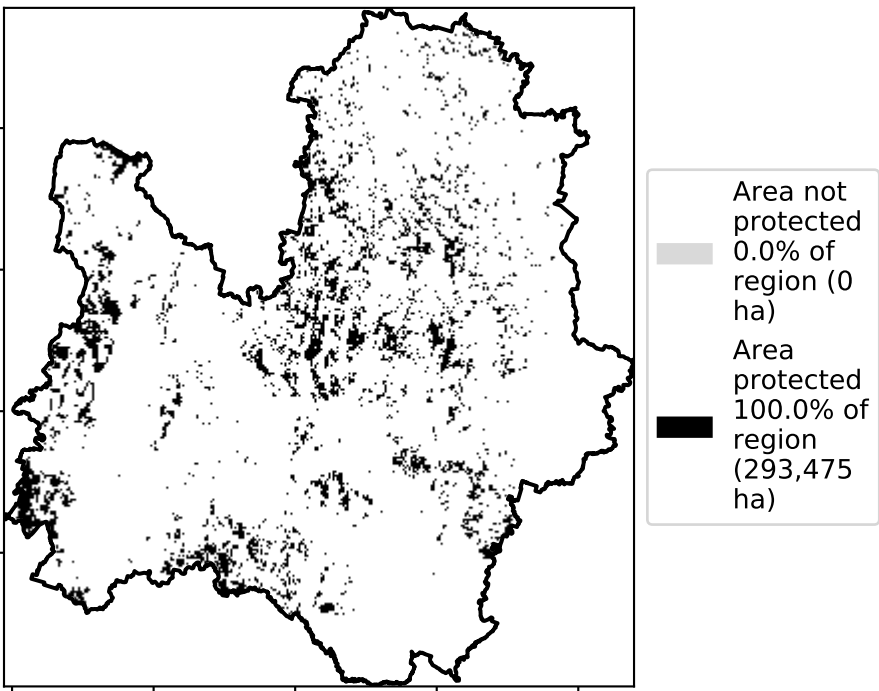 Area not
protected
0.0% of
region (0
ha)
Area
protected
100.0% of
region
(293,475
ha)